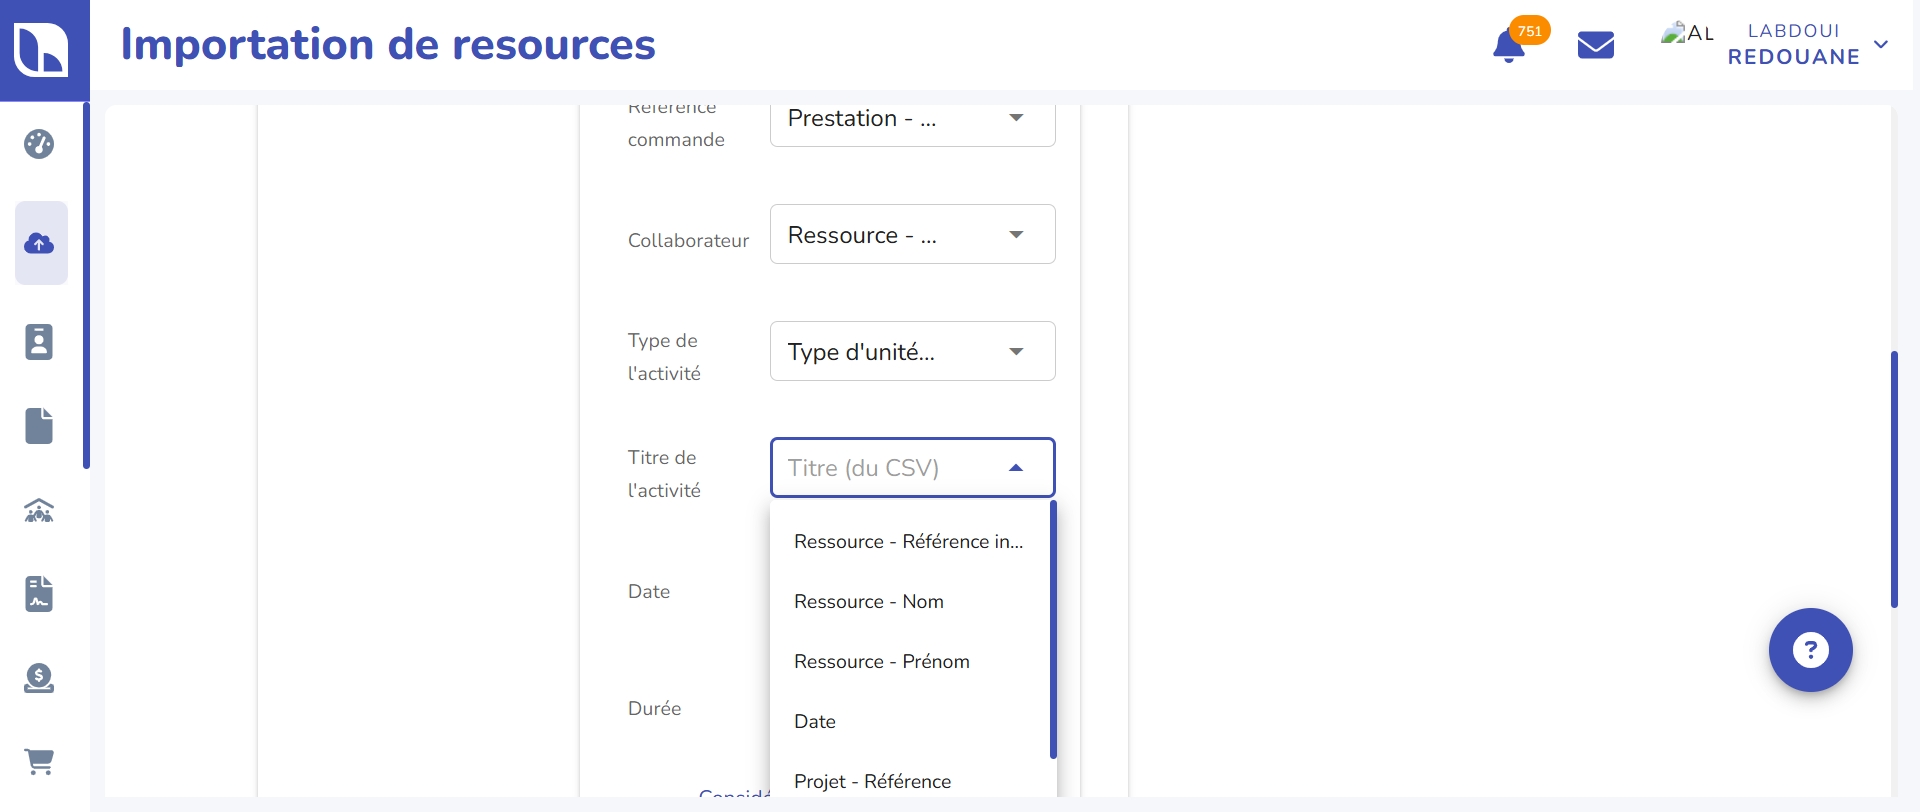 Importation de resources
751
AL
LABDOUI
REDOUANE
Référence
commande
Prestation - ...
Collaborateur
Ressource - ...
Type de
l'activité
Type d'unité...
Titre de
l'activité
Titre (du CSV)
Ressource - Référence in...
Ressource - Nom
Date
Ressource - Prénom
Date
Durée
Projet - Référence
Considé